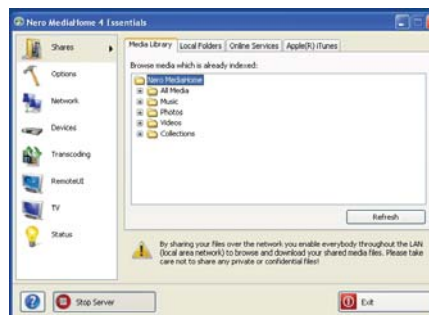 Nero MediaHome 4 Essentials
Shares
Options
Network
Devices
Transcoding
RemoteUI
TV
Status
Media Library
Local Folders
Online Services
Apple(R) iTunes
Browse media which is already indexed:
Nero MediaHome
All Media
Music
Photos
Videos
Collections
Refresh
By sharing your files over the network you enable everybody throughout the LAN
(local area network) to browse and download your shared media files. Please take
care not to share any private or confidential files!
Stop Server
Exit